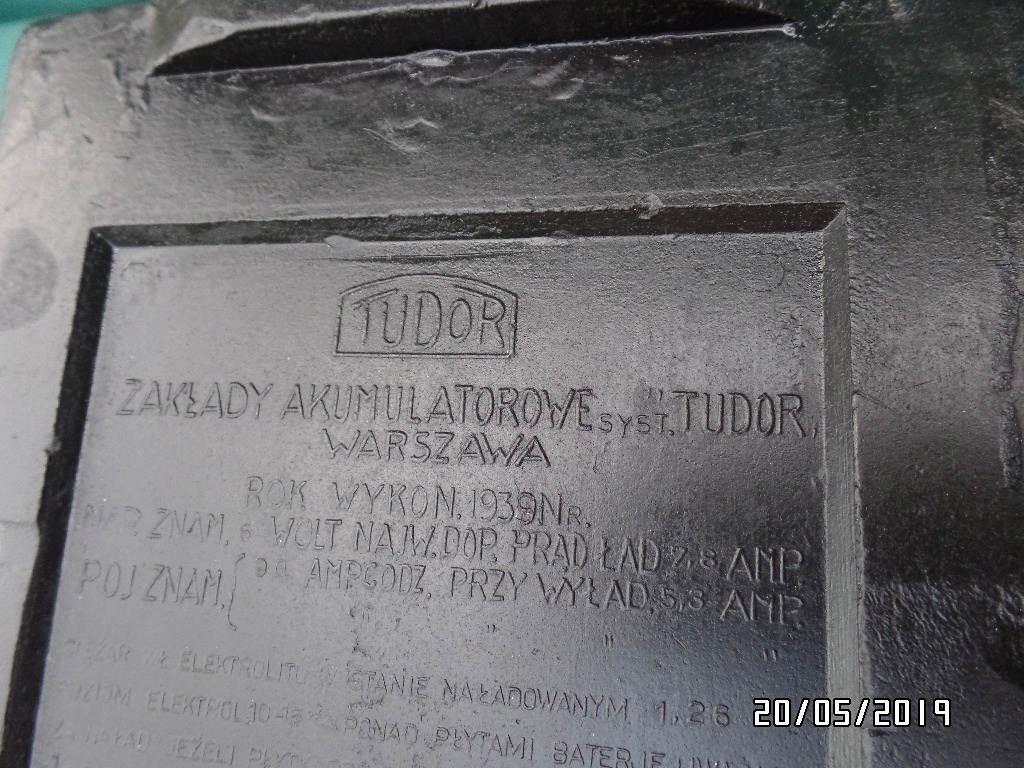 TUDOR
ZAKŁADY AKUMULATOROWE SYST. "TUDOR,
WARSZAWA
ROK WYKON. 1939 NR.
ZNAM. 6 WOLT NAJW. DOP. PRĄD ŁAD 7,8 AMP.
POJ ZNAM. { AMPGODZ. PRZY WYŁAD. 5,3 AMP.
" " "
ELEKTROLITU W STANIE NAŁADOWANYM 1,26
ELEKTROL. PONAD PŁYTAMI BATERJE
JEŻELI PŁYTY
20/05/2019